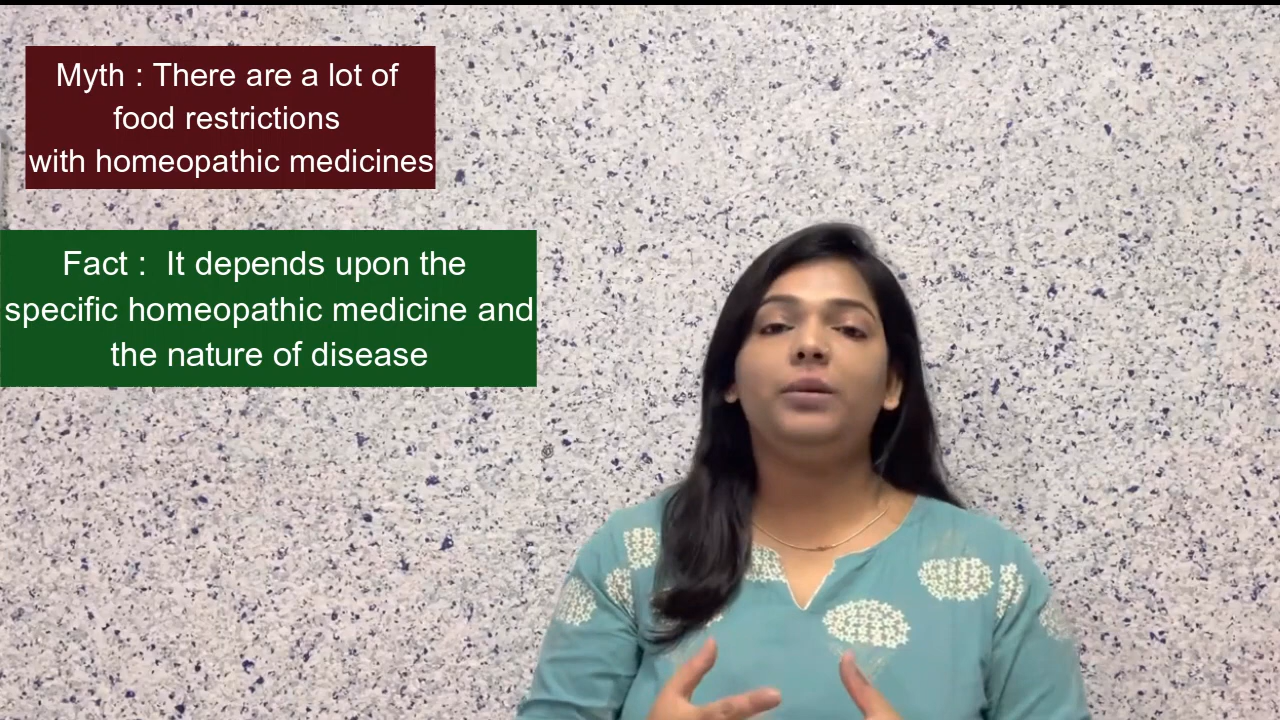 Myth : There are a lot of
food restrictions
with homeopathic medicines
Fact :  It depends upon the
specific homeopathic medicine and
the nature of disease